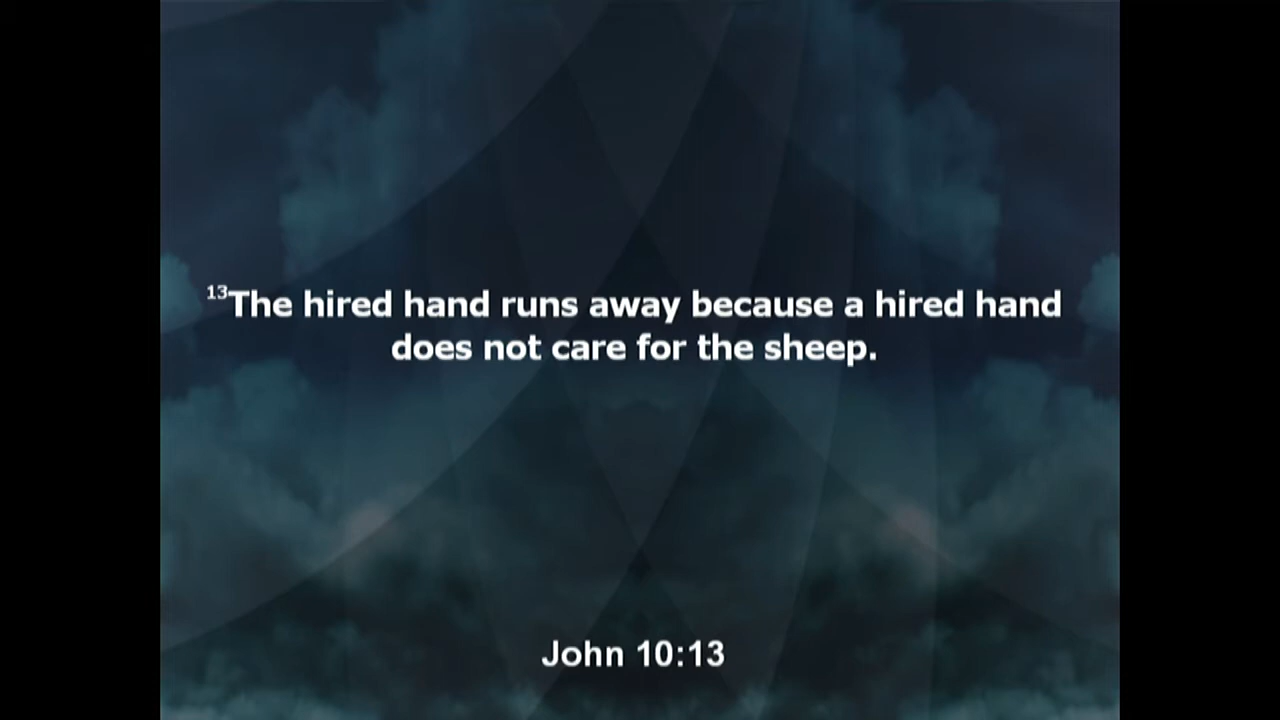 13The hired hand runs away because a hired hand
does not care for the sheep.
John 10:13